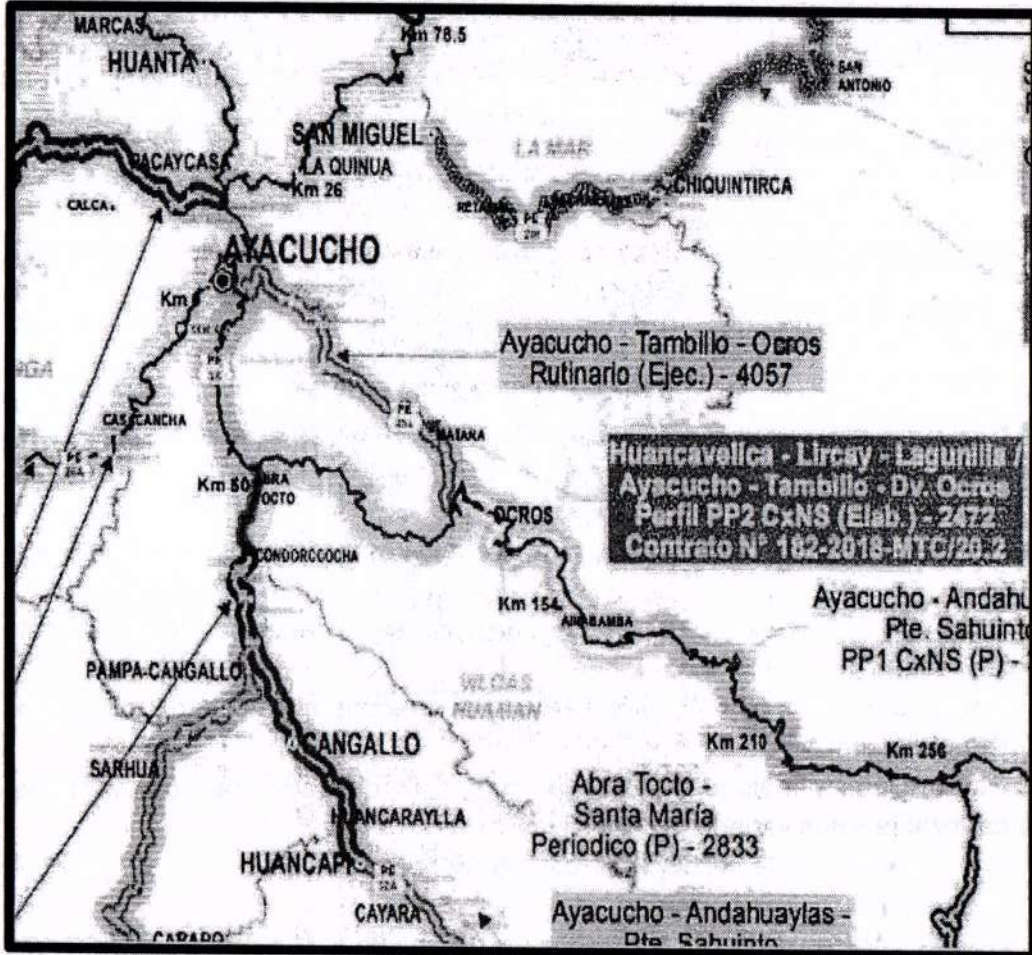 MARCAS
Km 78.5
HUANTA
SAN
ANTONIO
SAN MIGUEL
LA MAR
PACAYCASA
LA QUINUA
Km 26
CHIQUINTIRCA
CALCA
AYACUCHO
Km
Ayacucho - Tambillo - Ocros
Rutinario (Ejec.) - 4057
CASACANCHA
MATARA
Huancavelica - Lircay - Lagunilla /
Ayacucho - Tambillo - Dv. Ocros
Perfil PP2 CxNS (Elab.) - 2472
Contrato N° 182-2018-MTC/20.2
Km 50
OCROS
CONDORCCOCHA
Km 154
Ayacucho - Andahu
Pte. Sahuinto
PP1 CxNS (P) -
PAMPA-CANGALLO
HUAMAN
CANGALLO
Km 210
Km 256
SARHUA
Abra Tocto -
Santa María
Periodico (P) - 2833
HUANCARAYLLA
HUANCAPI
CAYARA
Ayacucho - Andahuaylas -
Pte. Sahuinto